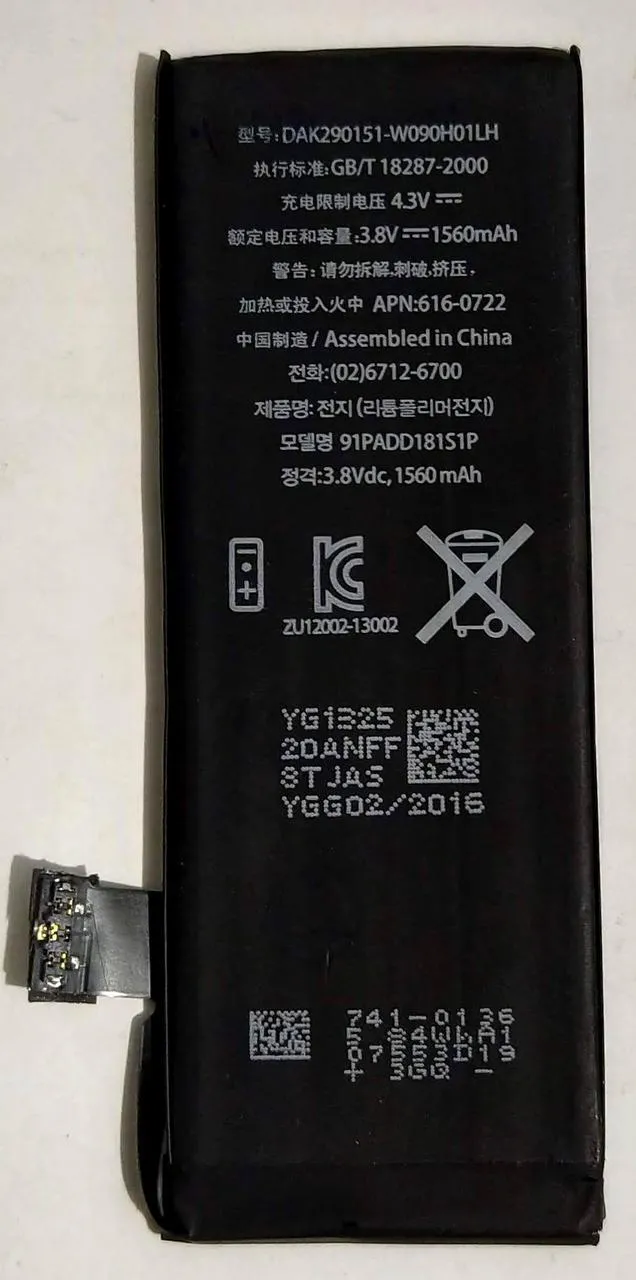 型号:DAK290151-W090H01LH
执行标准:GB/T 18287-2000
充电限制电压 4.3V ⎓
额定电压和容量:3.8V ⎓ 1560mAh
警告: 请勿拆解,刺破,挤压,
加热或投入火中 APN:616-0722
中国制造/ Assembled in China
전화:(02)6712-6700
제품명: 전지 (리튬폴리머전지)
모델명 91PADD181S1P
정격:3.8Vdc, 1560 mAh
ZU12002-13002
YG1325
20ANFF
8TJAS
YGG02/2016
741-0136
07553D19
+ 3GQ -